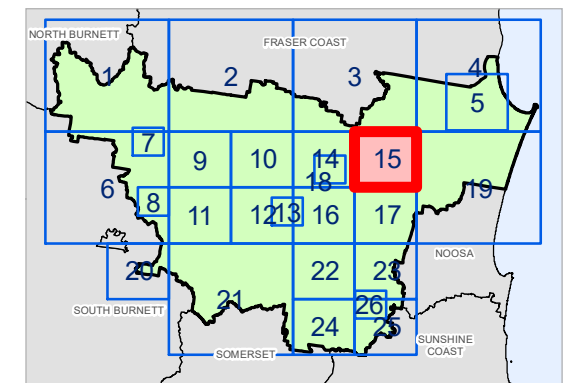 NORTH BURNETT
FRASER COAST
1 2 3 4
5
7 9 10 14 15
18
6 8 11 12 13 16 17 19
NOOSA
20 22 23
21 26
SOUTH BURNETT
24 25
SOMERSET
SUNSHINE
COAST